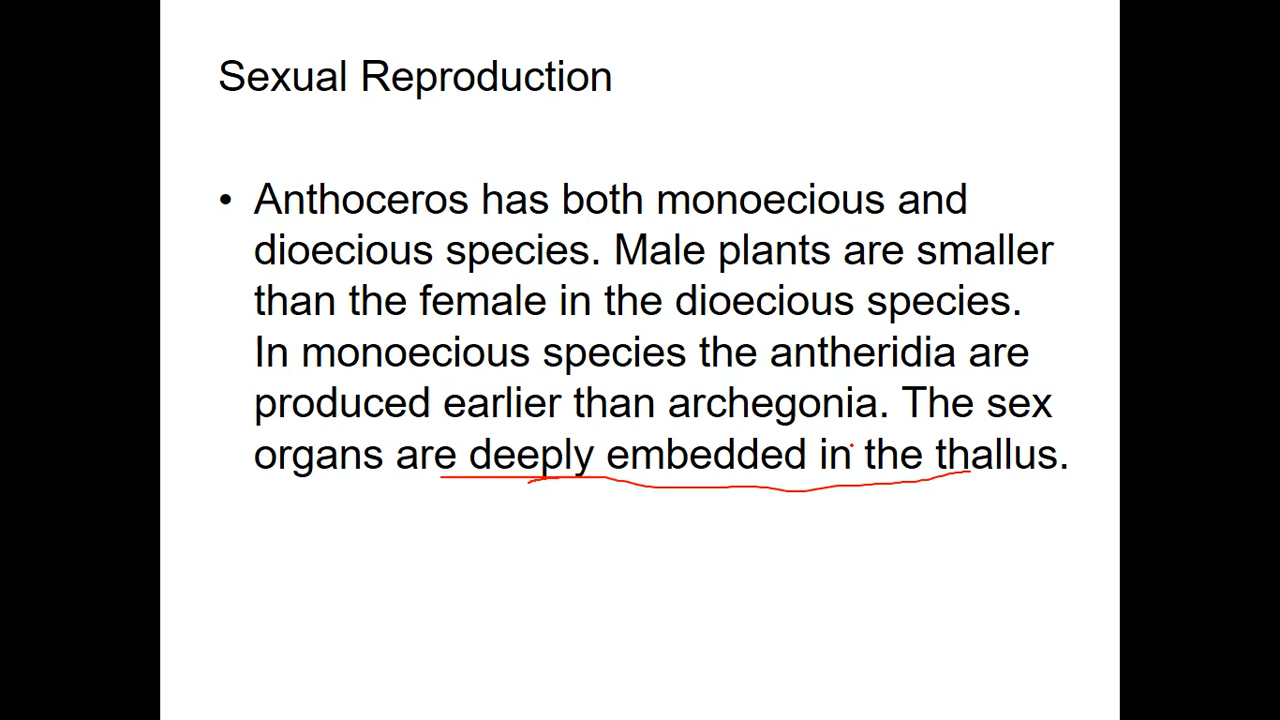 Sexual Reproduction
• Anthoceros has both monoecious and
dioecious species. Male plants are smaller
than the female in the dioecious species.
In monoecious species the antheridia are
produced earlier than archegonia. The sex
organs are deeply embedded in the thallus.